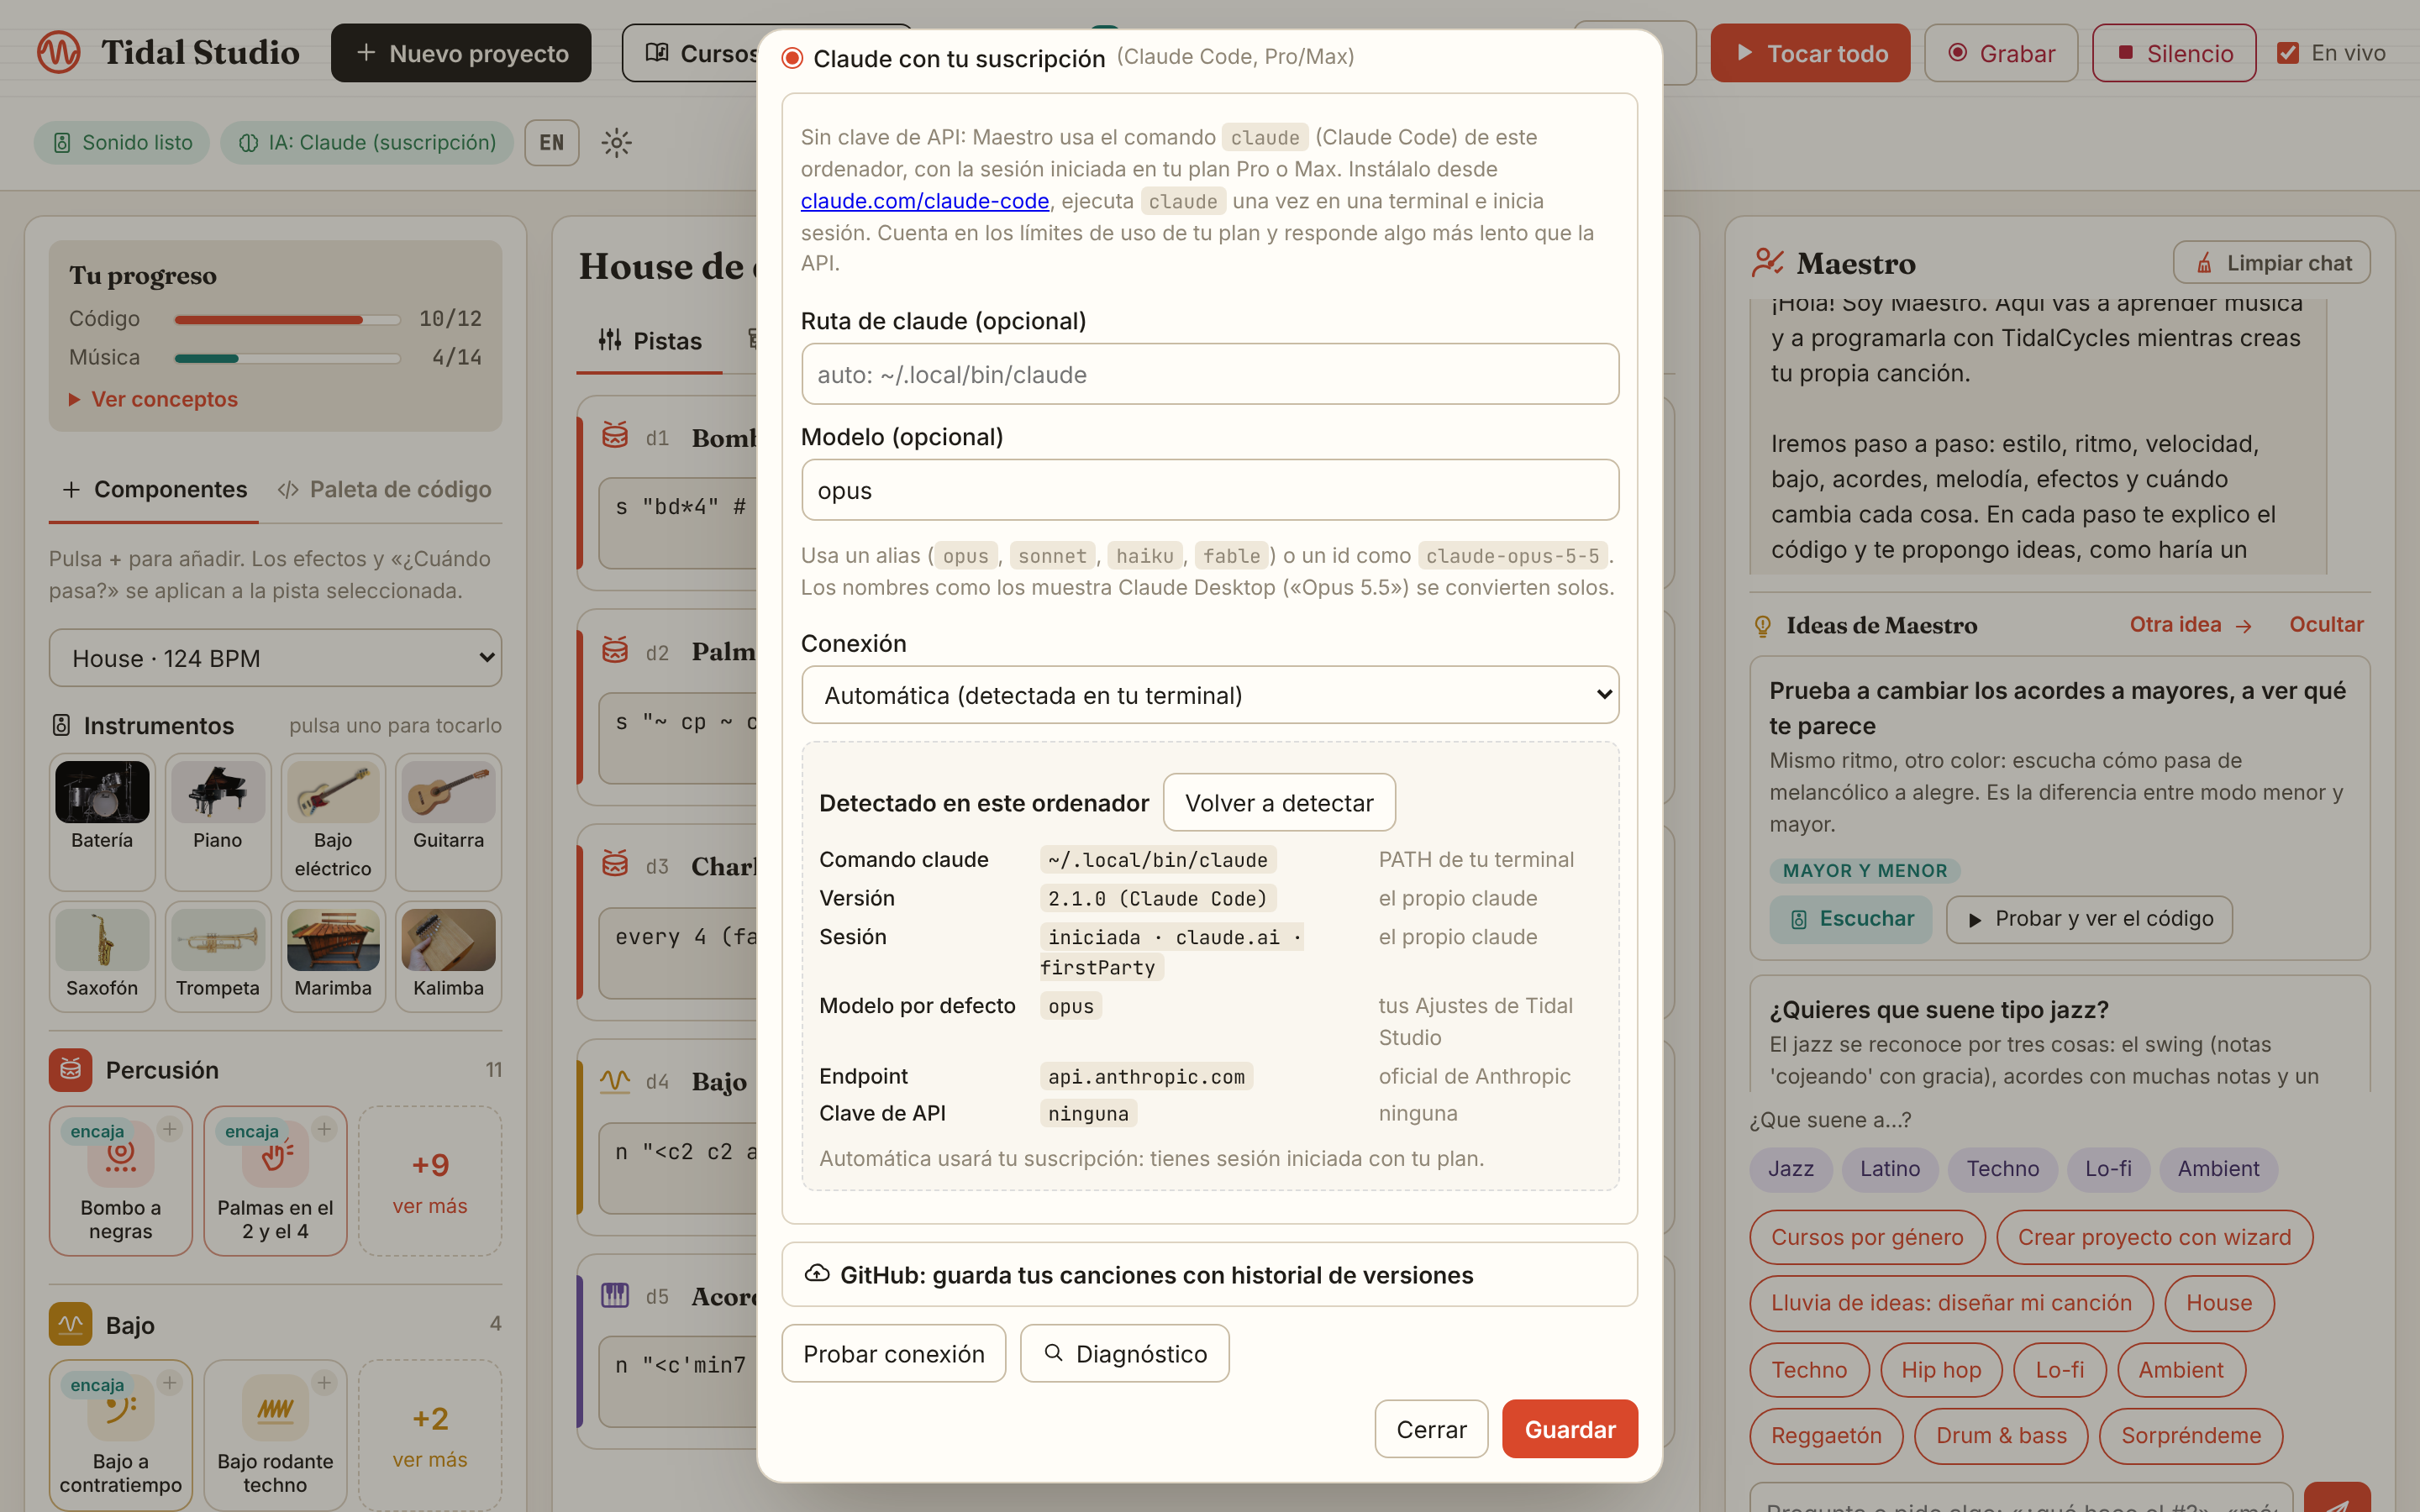 Tidal Studio
+ Nuevo proyecto
Cursos
Tocar todo
Grabar
Silencio
En vivo
Sonido listo
IA: Claude (suscripción)
EN
Tu progreso
Código 10/12
Música 4/14
Ver conceptos
+ Componentes
</> Paleta de código
Pulsa + para añadir. Los efectos y «¿Cuándo
pasa?» se aplican a la pista seleccionada.
House · 124 BPM
Instrumentos pulsa uno para tocarlo
Batería
Piano
Bajo
eléctrico
Guitarra
Saxofón
Trompeta
Marimba
Kalimba
Percusión 11
encaja +
Bombo a
negras
encaja +
Palmas en el
2 y el 4
+9
ver más
Bajo 4
encaja +
Bajo a
contratiempo
+
Bajo rodante
techno
+2
ver más
House de
Pistas
d1
s "bd*4" #
d2
s "~ cp ~
d3
every 4
d4 Bajo
n "<c2 c2
d5
n "<c'min7
Claude con tu suscripción (Claude Code, Pro/Max)
Sin clave de API: Maestro usa el comando claude (Claude Code) de este
ordenador, con la sesión iniciada en tu plan Pro o Max. Instálalo desde
claude.com/claude-code, ejecuta claude una vez en una terminal e inicia
sesión. Cuenta en los límites de uso de tu plan y responde algo más lento que la
API.
Ruta de claude (opcional)
auto: ~/.local/bin/claude
Modelo (opcional)
opus
Usa un alias (opus, sonnet, haiku, fable) o un id como claude-opus-5-5.
Los nombres como los muestra Claude Desktop («Opus 5.5») se convierten solos.
Conexión
Automática (detectada en tu terminal)
Detectado en este ordenador
Volver a detectar
Comando claude ~/.local/bin/claude PATH de tu terminal
Versión 2.1.0 (Claude Code) el propio claude
Sesión iniciada · claude.ai · el propio claude
firstParty
Modelo por defecto opus tus Ajustes de Tidal
Studio
Endpoint api.anthropic.com oficial de Anthropic
Clave de API ninguna ninguna
Automática usará tu suscripción: tienes sesión iniciada con tu plan.
GitHub: guarda tus canciones con historial de versiones
Probar conexión
Diagnóstico
Cerrar
Guardar
Maestro
Limpiar chat
¡Hola! Soy Maestro. Aquí vas a aprender música
y a programarla con TidalCycles mientras creas
tu propia canción.
Iremos paso a paso: estilo, ritmo, velocidad,
bajo, acordes, melodía, efectos y cuándo
cambia cada cosa. En cada paso te explico el
código y te propongo ideas, como haría un
Ideas de Maestro
Otra idea →
Ocultar
Prueba a cambiar los acordes a mayores, a ver qué
te parece
Mismo ritmo, otro color: escucha cómo pasa de
melancólico a alegre. Es la diferencia entre modo menor y
mayor.
MAYOR Y MENOR
Escuchar
Probar y ver el código
¿Quieres que suene tipo jazz?
El jazz se reconoce por tres cosas: el swing (notas
'cojeando' con gracia), acordes con muchas notas y un
¿Que suene a...?
Jazz
Latino
Techno
Lo-fi
Ambient
Cursos por género
Crear proyecto con wizard
Lluvia de ideas: diseñar mi canción
House
Techno
Hip hop
Lo-fi
Ambient
Reggaetón
Drum & bass
Sorpréndeme